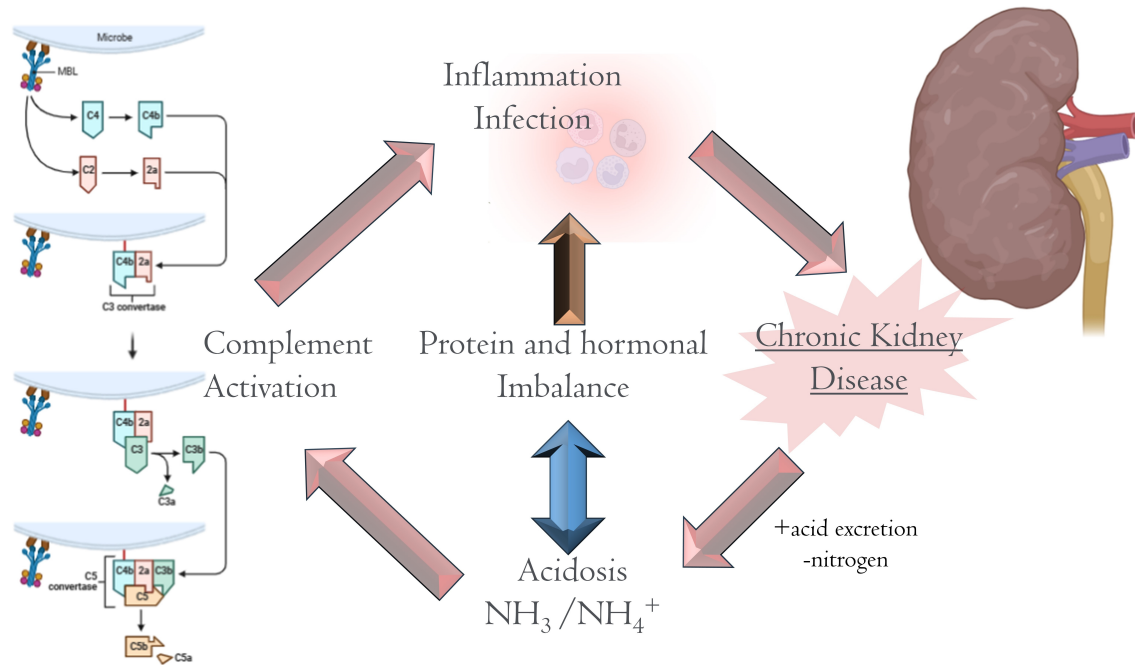 Microbe
MBL
C4
C4b
C2
2a
C4b
2a
C3 convertase
C4b
2a
C3
C3b
C3a
C5
convertase
C4b
2a
C3b
C5
C5b
C5a
Inflammation
Infection
Complement
Activation
Protein and hormonal
Imbalance
Chronic Kidney
Disease
+acid excretion
-nitrogen
Acidosis
NH₃ /NH₄⁺